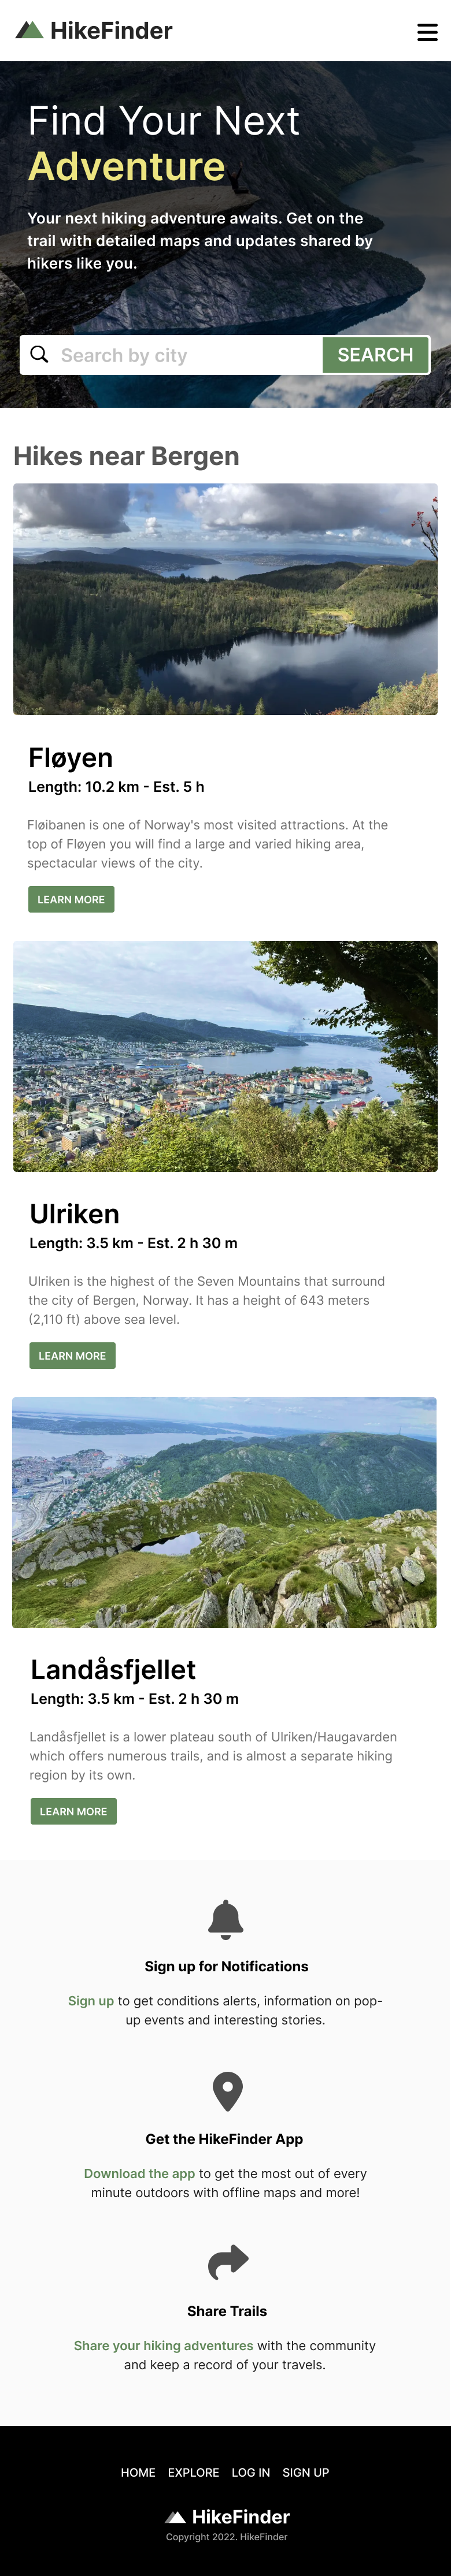 HikeFinder
Find Your Next
Adventure
Your next hiking adventure awaits. Get on the
trail with detailed maps and updates shared by
hikers like you.
Search by city
SEARCH
Hikes near Bergen
Fløyen
Length: 10.2 km - Est. 5 h
Fløibanen is one of Norway's most visited attractions. At the
top of Fløyen you will find a large and varied hiking area,
spectacular views of the city.
LEARN MORE
Ulriken
Length: 3.5 km - Est. 2 h 30 m
Ulriken is the highest of the Seven Mountains that surround
the city of Bergen, Norway. It has a height of 643 meters
(2,110 ft) above sea level.
LEARN MORE
Landåsfjellet
Length: 3.5 km - Est. 2 h 30 m
Landåsfjellet is a lower plateau south of Ulriken/Haugavarden
which offers numerous trails, and is almost a separate hiking
region by its own.
LEARN MORE
Sign up for Notifications
Sign up to get conditions alerts, information on pop-
up events and interesting stories.
Get the HikeFinder App
Download the app to get the most out of every
minute outdoors with offline maps and more!
Share Trails
Share your hiking adventures with the community
and keep a record of your travels.
HOME EXPLORE LOG IN SIGN UP
HikeFinder
Copyright 2022. HikeFinder